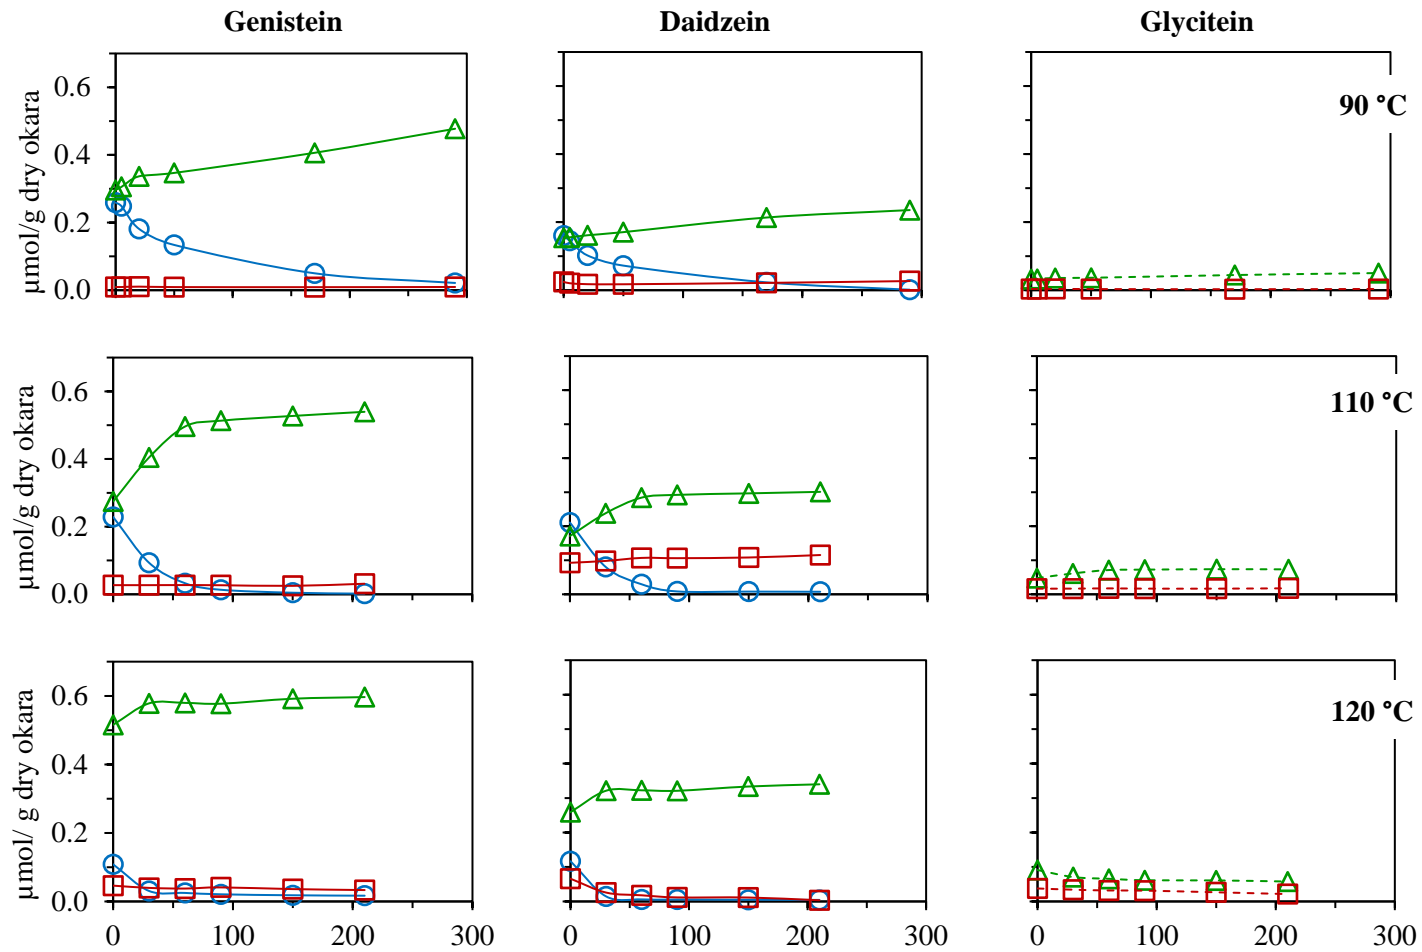 Genistein Daidzein Glycitein
90 °C
µmol/g dry okara
0.6
0.4
0.2
0.0
110 °C
µmol/g dry okara
0.6
0.4
0.2
0.0
120 °C
µmol/ g dry okara
0.6
0.4
0.2
0.0
0 100 200 300 0 100 200 300 0 100 200 300